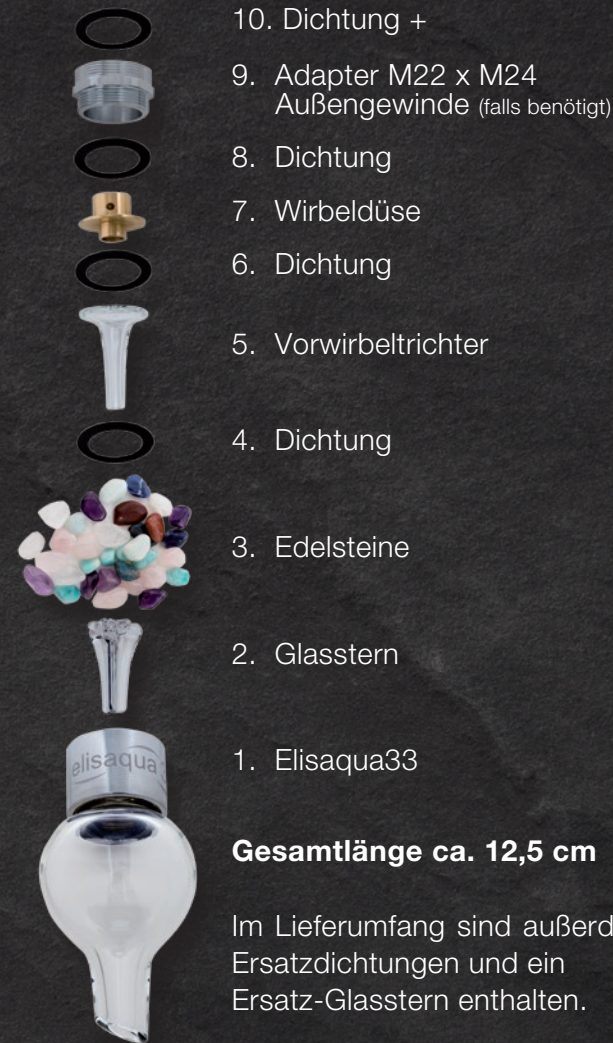 10. Dichtung +
9. Adapter M22 x M24
Außengewinde (falls benötigt)
8. Dichtung
7. Wirbeldüse
6. Dichtung
5. Vorwirbeltrichter
4. Dichtung
3. Edelsteine
2. Glasstern
elisaqua
1. Elisaqua33
Gesamtlänge ca. 12,5 cm
Im Lieferumfang sind außerd
Ersatzdichtungen und ein
Ersatz-Glasstern enthalten.